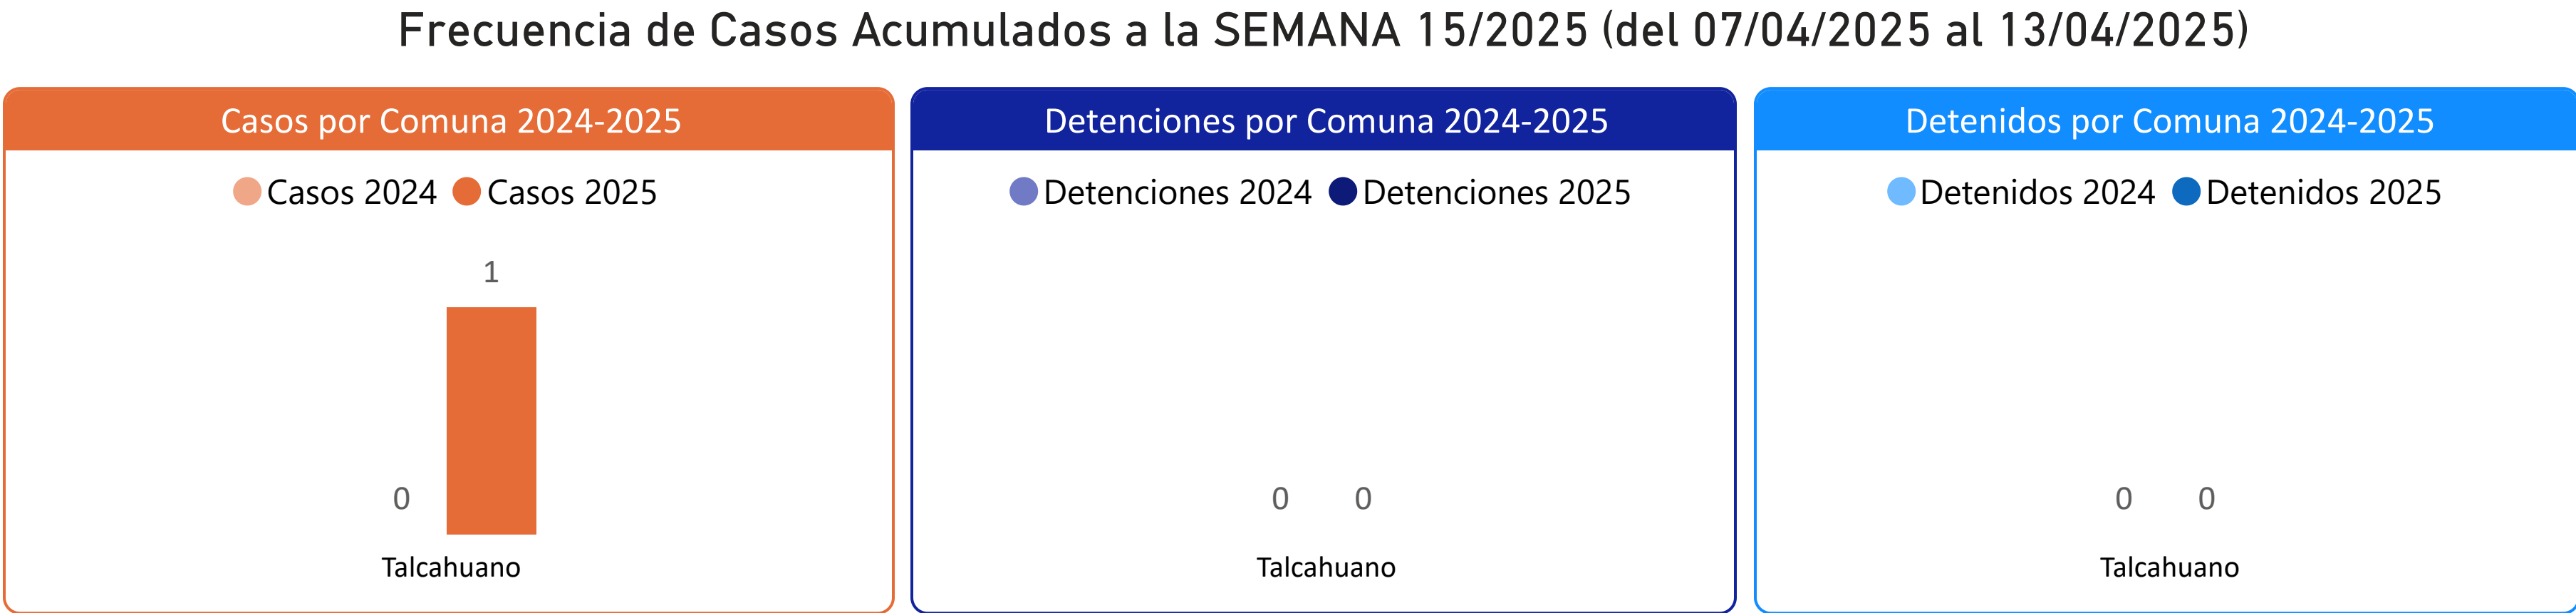 Frecuencia de Casos Acumulados a la SEMANA 15/2025 (del 07/04/2025 al 13/04/2025)
Casos por Comuna 2024-2025
Casos 2024 Casos 2025
1
0
Talcahuano
Detenciones por Comuna 2024-2025
Detenciones 2024 Detenciones 2025
0 0
Talcahuano
Detenidos por Comuna 2024-2025
Detenidos 2024 Detenidos 2025
0 0
Talcahuano